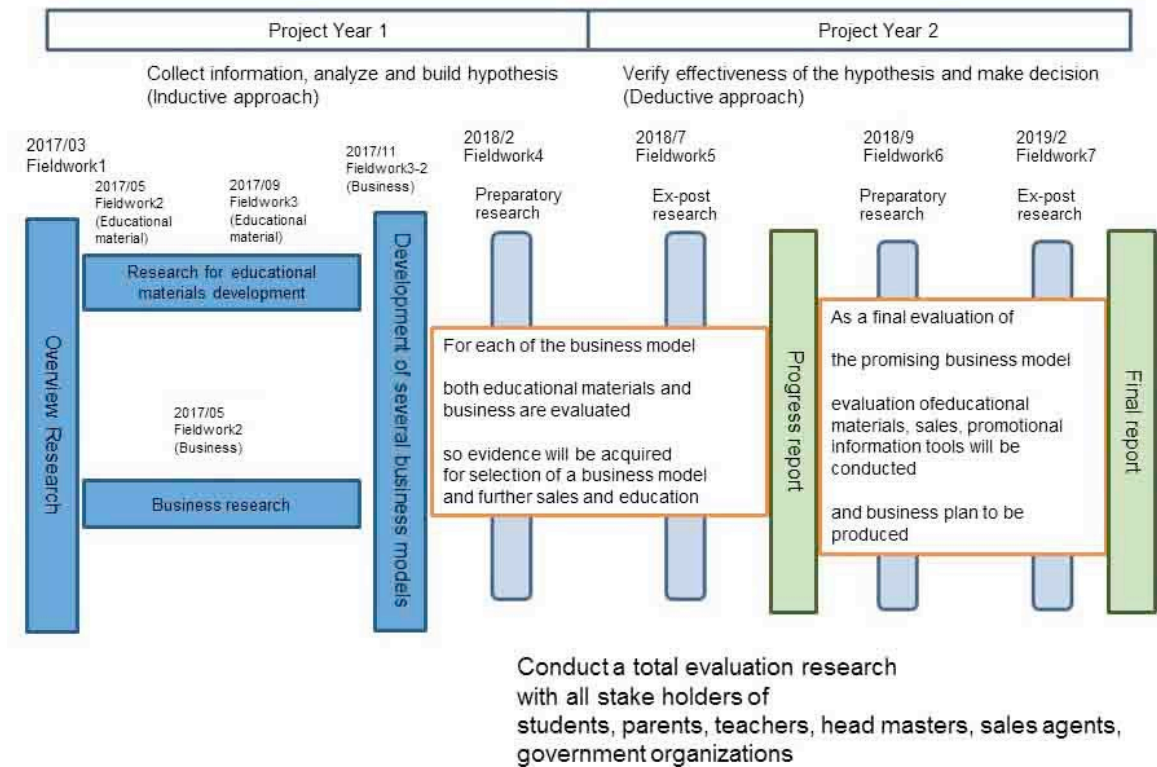 Project Year 1
Project Year 2
Collect information, analyze and build hypothesis
(Inductive approach)
Verify effectiveness of the hypothesis and make decision
(Deductive approach)
2017/03
Fieldwork1
2017/05
Fieldwork2
(Educational
material)
2017/09
Fieldwork3
(Educational
material)
2017/11
Fieldwork3-2
(Business)
2018/2
Fieldwork4
Preparatory
research
2018/7
Fieldwork5
Ex-post
research
2018/9
Fieldwork6
Preparatory
research
2019/2
Fieldwork7
Ex-post
research
Overview Research
Research for educational
materials development
2017/05
Fieldwork2
(Business)
Business research
Development of several business models
For each of the business model
both educational materials and
business are evaluated
so evidence will be acquired
for selection of a business model
and further sales and education
Progress report
As a final evaluation of
the promising business model
evaluation ofeducational
materials, sales, promotional
information tools will be
conducted
and business plan to be
produced
Final report
Conduct a total evaluation research
with all stake holders of
students, parents, teachers, head masters, sales agents,
government organizations